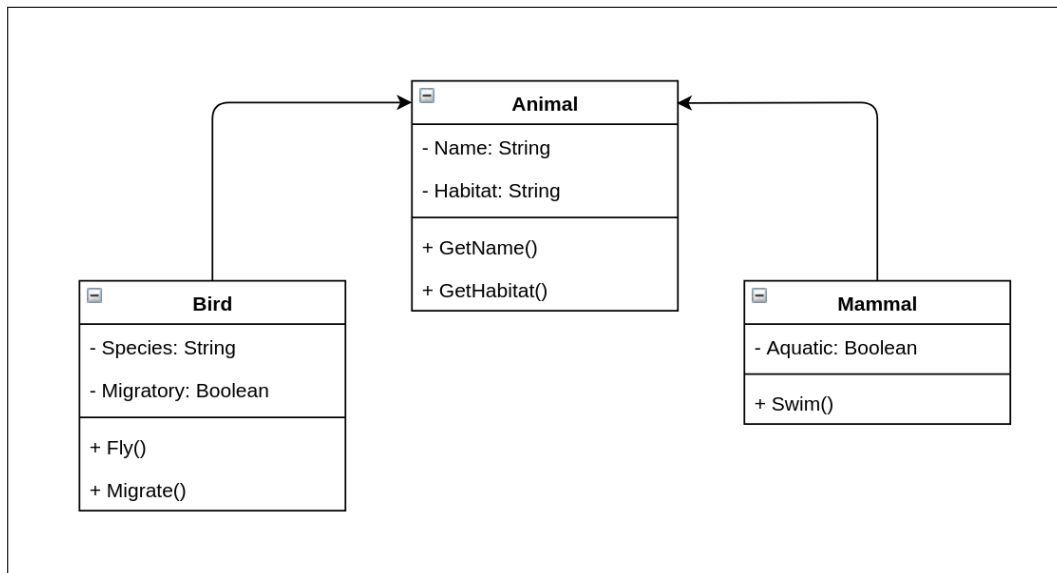 Animal
- Name: String
- Habitat: String
+ GetName()
+ GetHabitat()
Bird
- Species: String
- Migratory: Boolean
+ Fly()
+ Migrate()
Mammal
- Aquatic: Boolean
+ Swim()